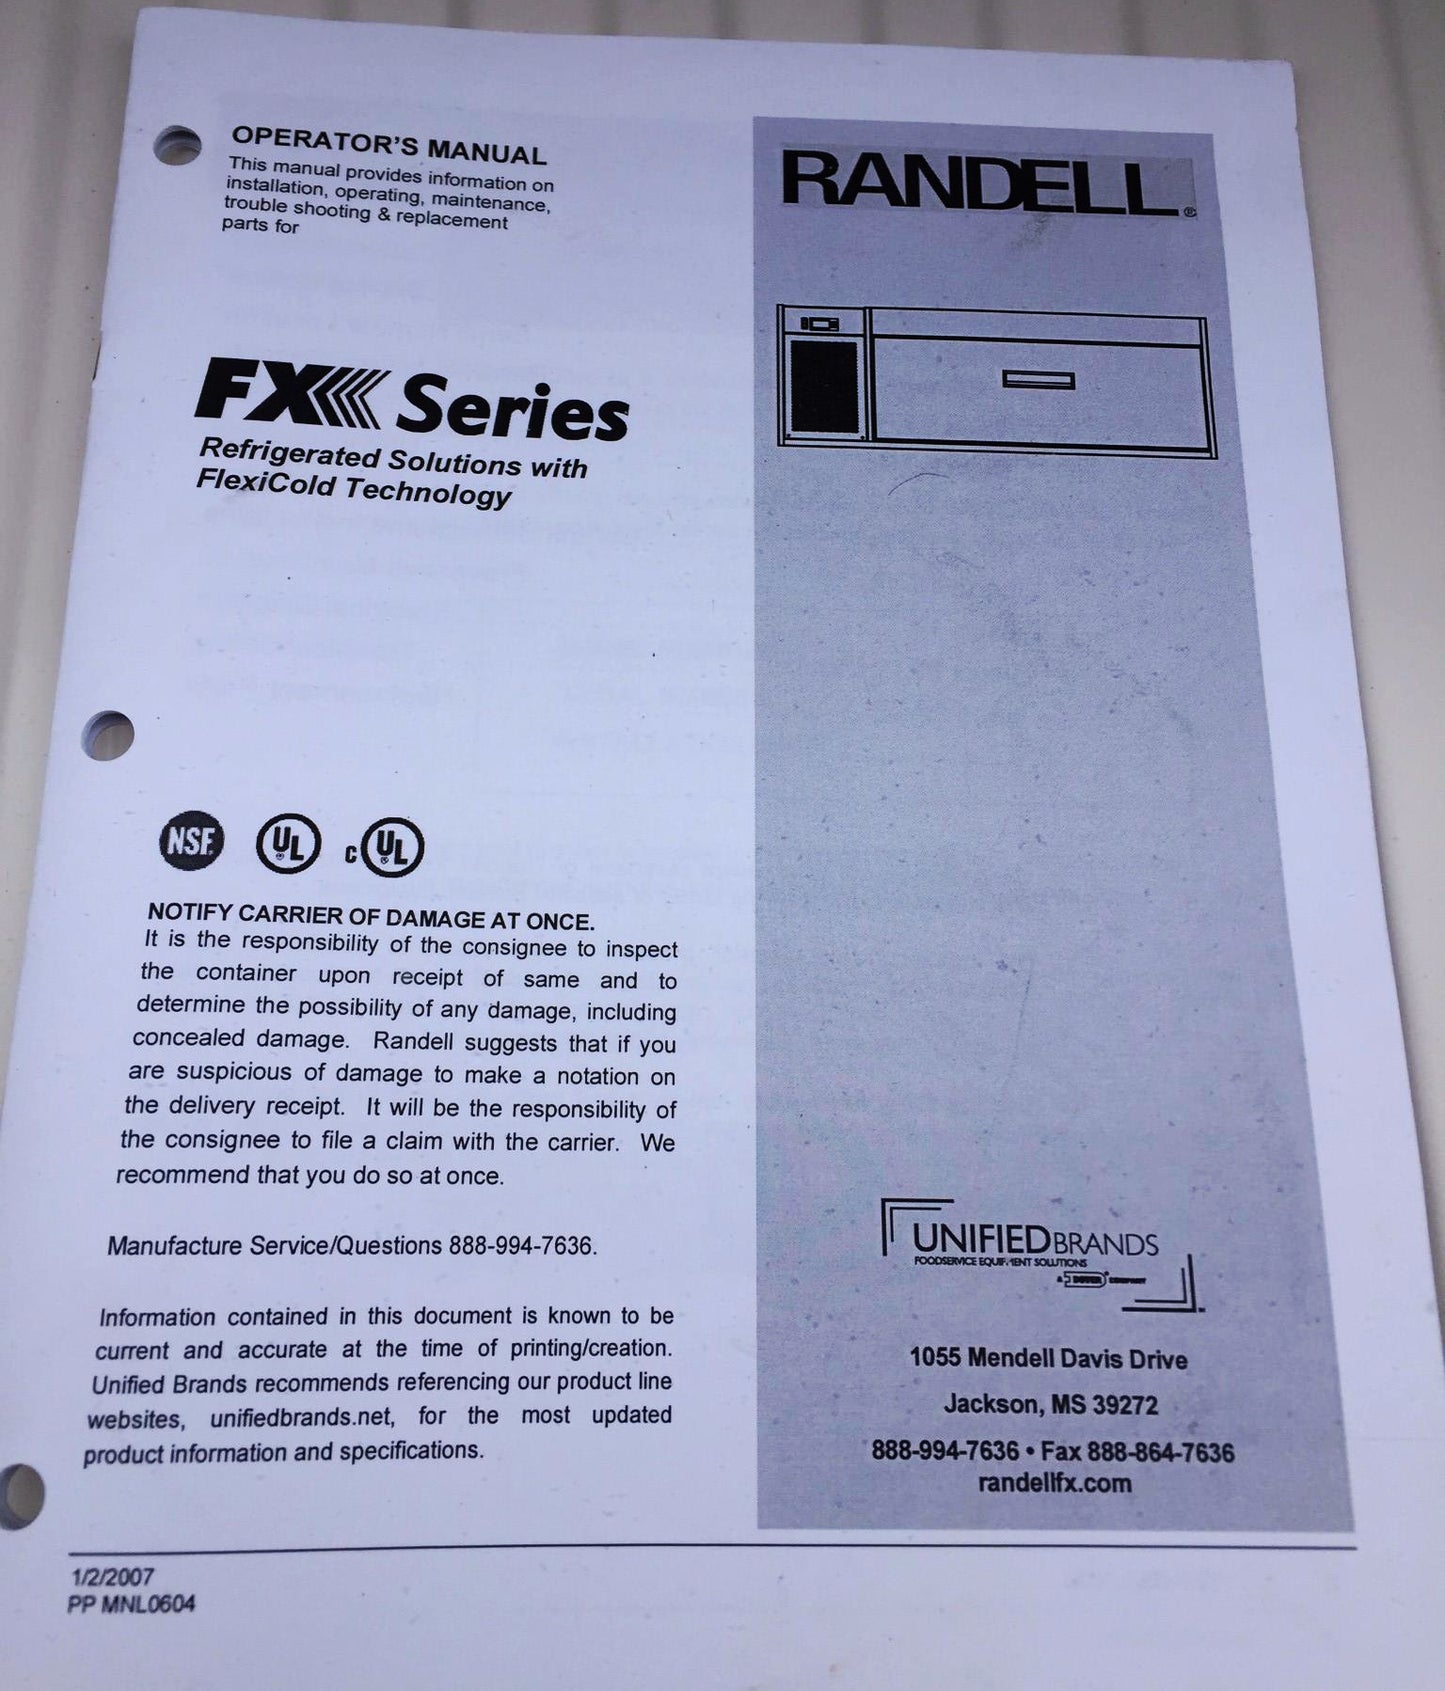 OPERATOR'S MANUAL
This manual provides information on
installation, operating, maintenance,
trouble shooting & replacement
parts for
FX Series
Refrigerated Solutions with
FlexiCold Technology
NSF®
UL®
c UL®
NOTIFY CARRIER OF DAMAGE AT ONCE.
It is the responsibility of the consignee to inspect
the container upon receipt of same and to
determine the possibility of any damage, including
concealed damage. Randell suggests that if you
are suspicious of damage to make a notation on
the delivery receipt. It will be the responsibility of
the consignee to file a claim with the carrier. We
recommend that you do so at once.
Manufacture Service/Questions 888-994-7636.
Information contained in this document is known to be
current and accurate at the time of printing/creation.
Unified Brands recommends referencing our product line
websites, unifiedbrands.net, for the most updated
product information and specifications.
1/2/2007
PP MNL0604
RANDELL®
UNIFIEDBRANDS
FOODSERVICE EQUIPMENT SOLUTIONS
A DOVER COMPANY
1055 Mendell Davis Drive
Jackson, MS 39272
888-994-7636 • Fax 888-864-7636
randellfx.com